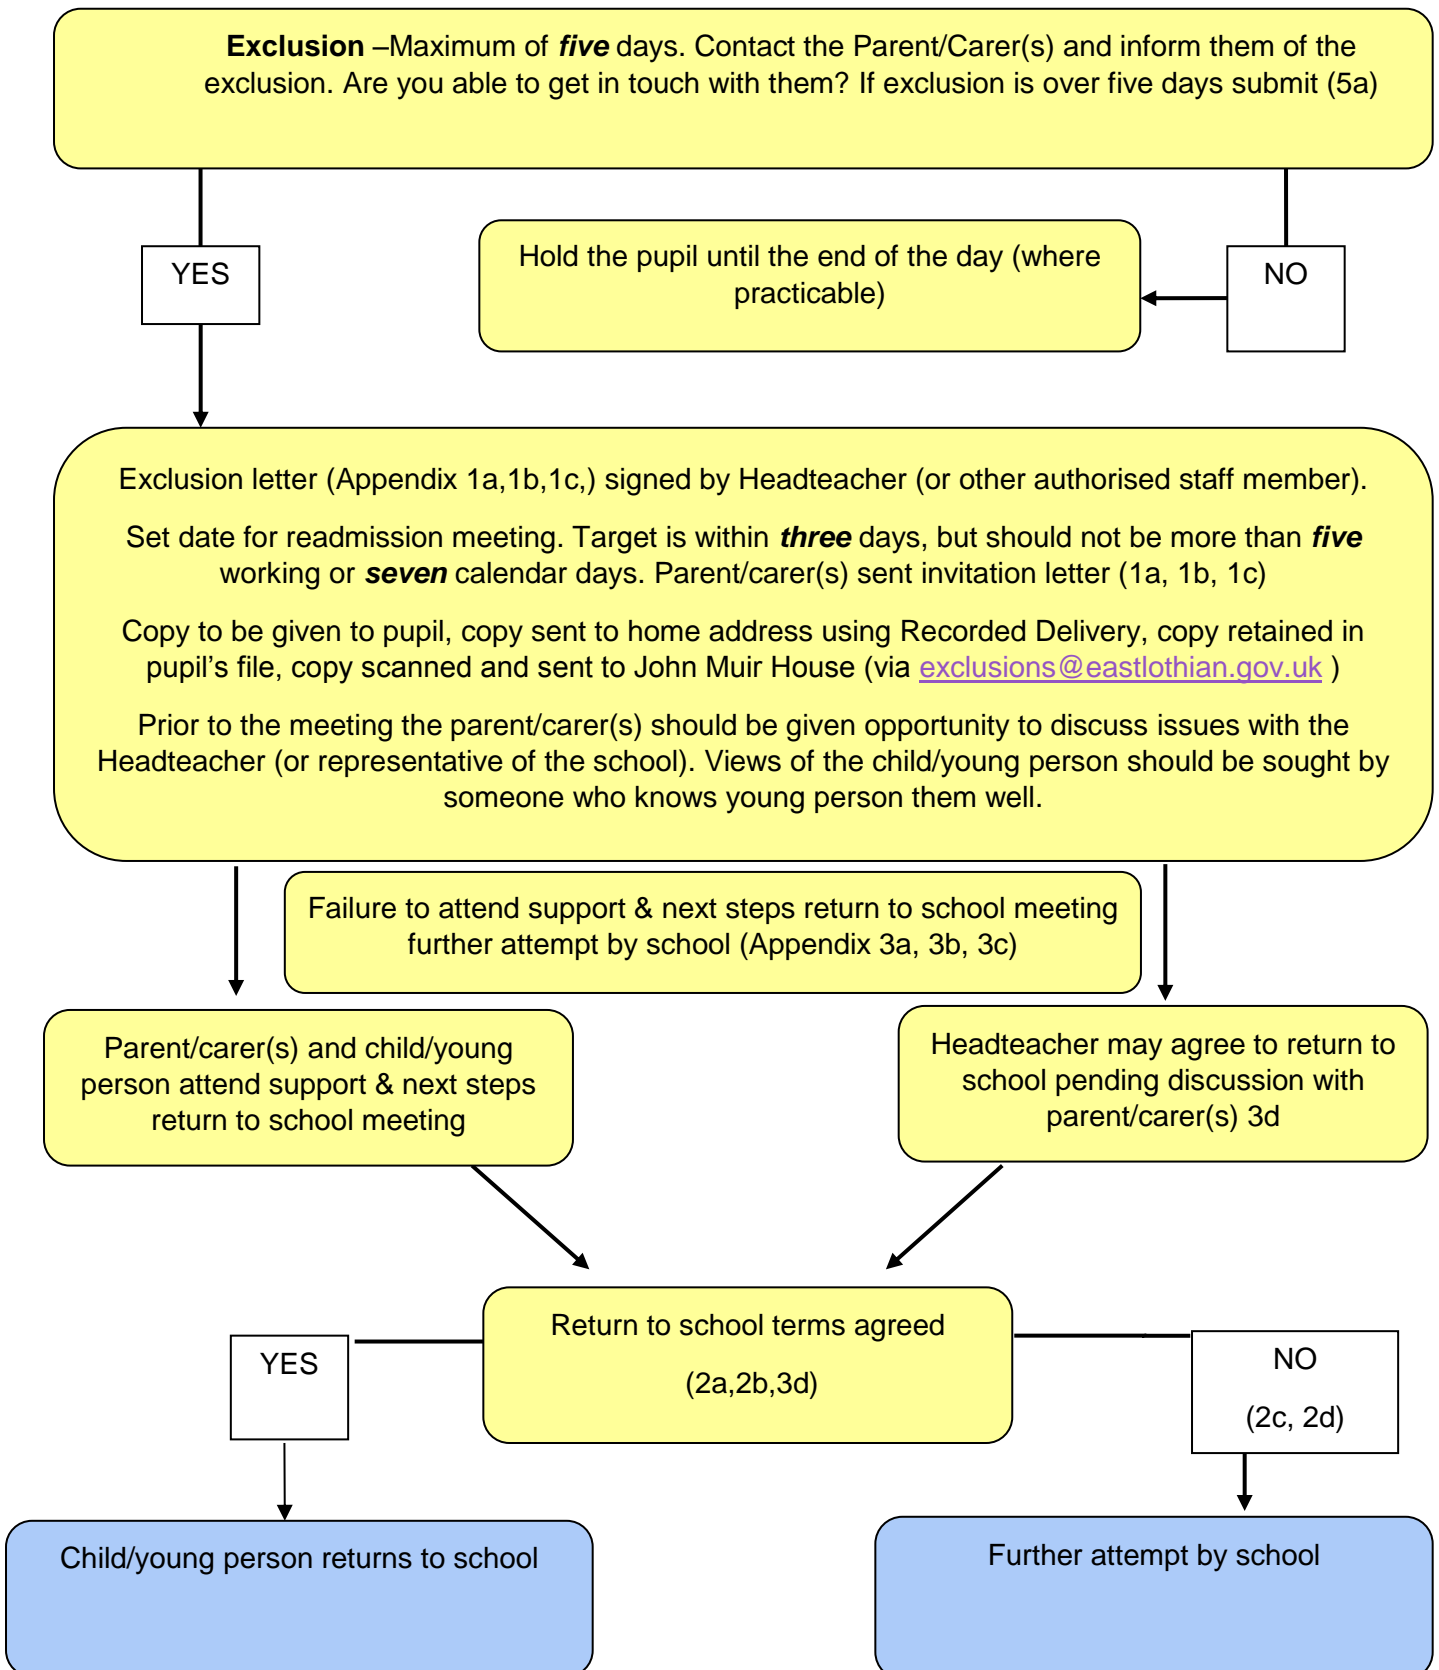 Exclusion –Maximum of five days. Contact the Parent/Carer(s) and inform them of the
exclusion. Are you able to get in touch with them? If exclusion is over five days submit (5a)
YES
Hold the pupil until the end of the day (where
practicable)
NO
Exclusion letter (Appendix 1a,1b,1c,) signed by Headteacher (or other authorised staff member).
Set date for readmission meeting. Target is within three days, but should not be more than five
working or seven calendar days. Parent/carer(s) sent invitation letter (1a, 1b, 1c)
Copy to be given to pupil, copy sent to home address using Recorded Delivery, copy retained in
pupil's file, copy scanned and sent to John Muir House (via exclusions@eastlothian.gov.uk )
Prior to the meeting the parent/carer(s) should be given opportunity to discuss issues with the
Headteacher (or representative of the school). Views of the child/young person should be sought by
someone who knows young person them well.
Failure to attend support & next steps return to school meeting
further attempt by school (Appendix 3a, 3b, 3c)
Parent/carer(s) and child/young
person attend support & next steps
return to school meeting
Headteacher may agree to return to
school pending discussion with
parent/carer(s) 3d
Return to school terms agreed
(2a,2b,3d)
YES
NO
(2c, 2d)
Child/young person returns to school
Further attempt by school